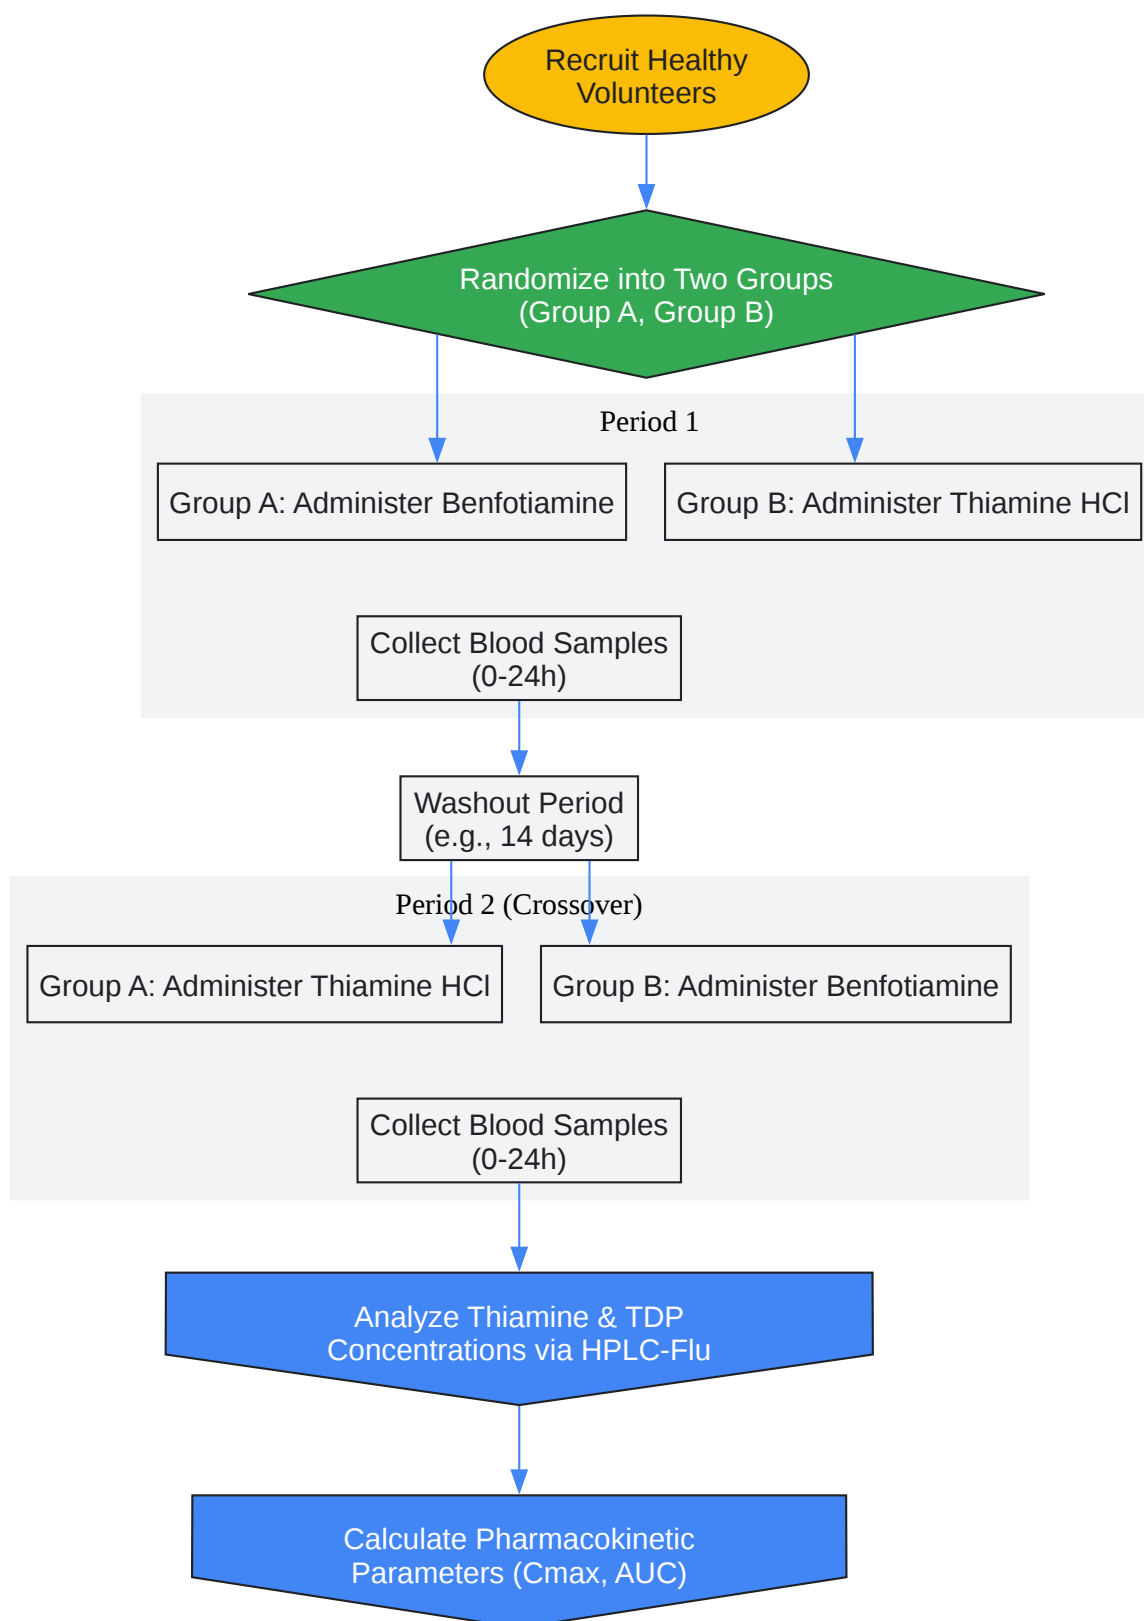 Recruit Healthy
Volunteers
Randomize into Two Groups
(Group A, Group B)
Period 1
Group A: Administer Benfotiamine
Group B: Administer Thiamine HCl
Collect Blood Samples
(0-24h)
Washout Period
(e.g., 14 days)
Period 2 (Crossover)
Group A: Administer Thiamine HCl
Group B: Administer Benfotiamine
Collect Blood Samples
(0-24h)
Analyze Thiamine & TDP
Concentrations via HPLC-Flu
Calculate Pharmacokinetic
Parameters (Cmax, AUC)